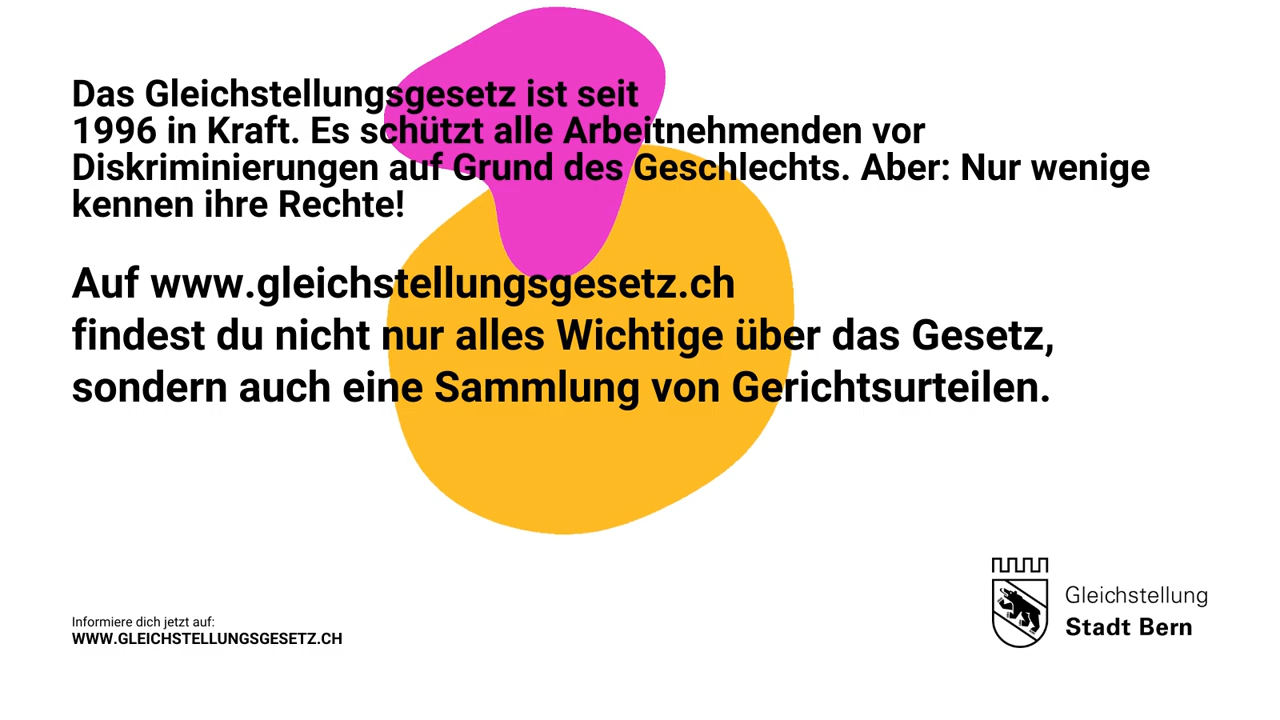 Das Gleichstellungsgesetz ist seit
1996 in Kraft. Es schützt alle Arbeitnehmenden vor
Diskriminierungen auf Grund des Geschlechts. Aber: Nur wenige
kennen ihre Rechte!
Auf www.gleichstellungsgesetz.ch
findest du nicht nur alles Wichtige über das Gesetz,
sondern auch eine Sammlung von Gerichtsurteilen.
Informiere dich jetzt auf:
WWW.GLEICHSTELLUNGSGESETZ.CH
Gleichstellung
Stadt Bern